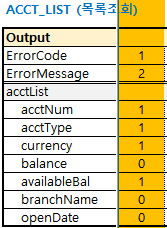 ACCT_LIST (목록조회)
Output
ErrorCode 1
ErrorMessage 2
acctList
acctNum 1
acctType 1
currency 1
balance 0
availableBal 1
branchName 0
openDate 0